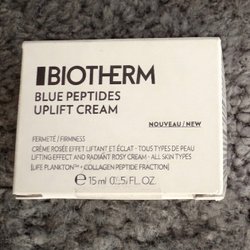 BIOTHERM
BLUE PEPTIDES
UPLIFT CREAM
NOUVEAU / NEW
FERMETÉ / FIRMNESS
CRÈME ROSÉE EFFET LIFTANT ET ÉCLAT - TOUS TYPES DE PEAU
LIFTING EFFECT AND RADIANT ROSY CREAM - ALL SKIN TYPES
[LIFE PLANKTON™ + COLLAGEN PEPTIDE FRACTION]
℮ 15 ml 0.5 FL. OZ.